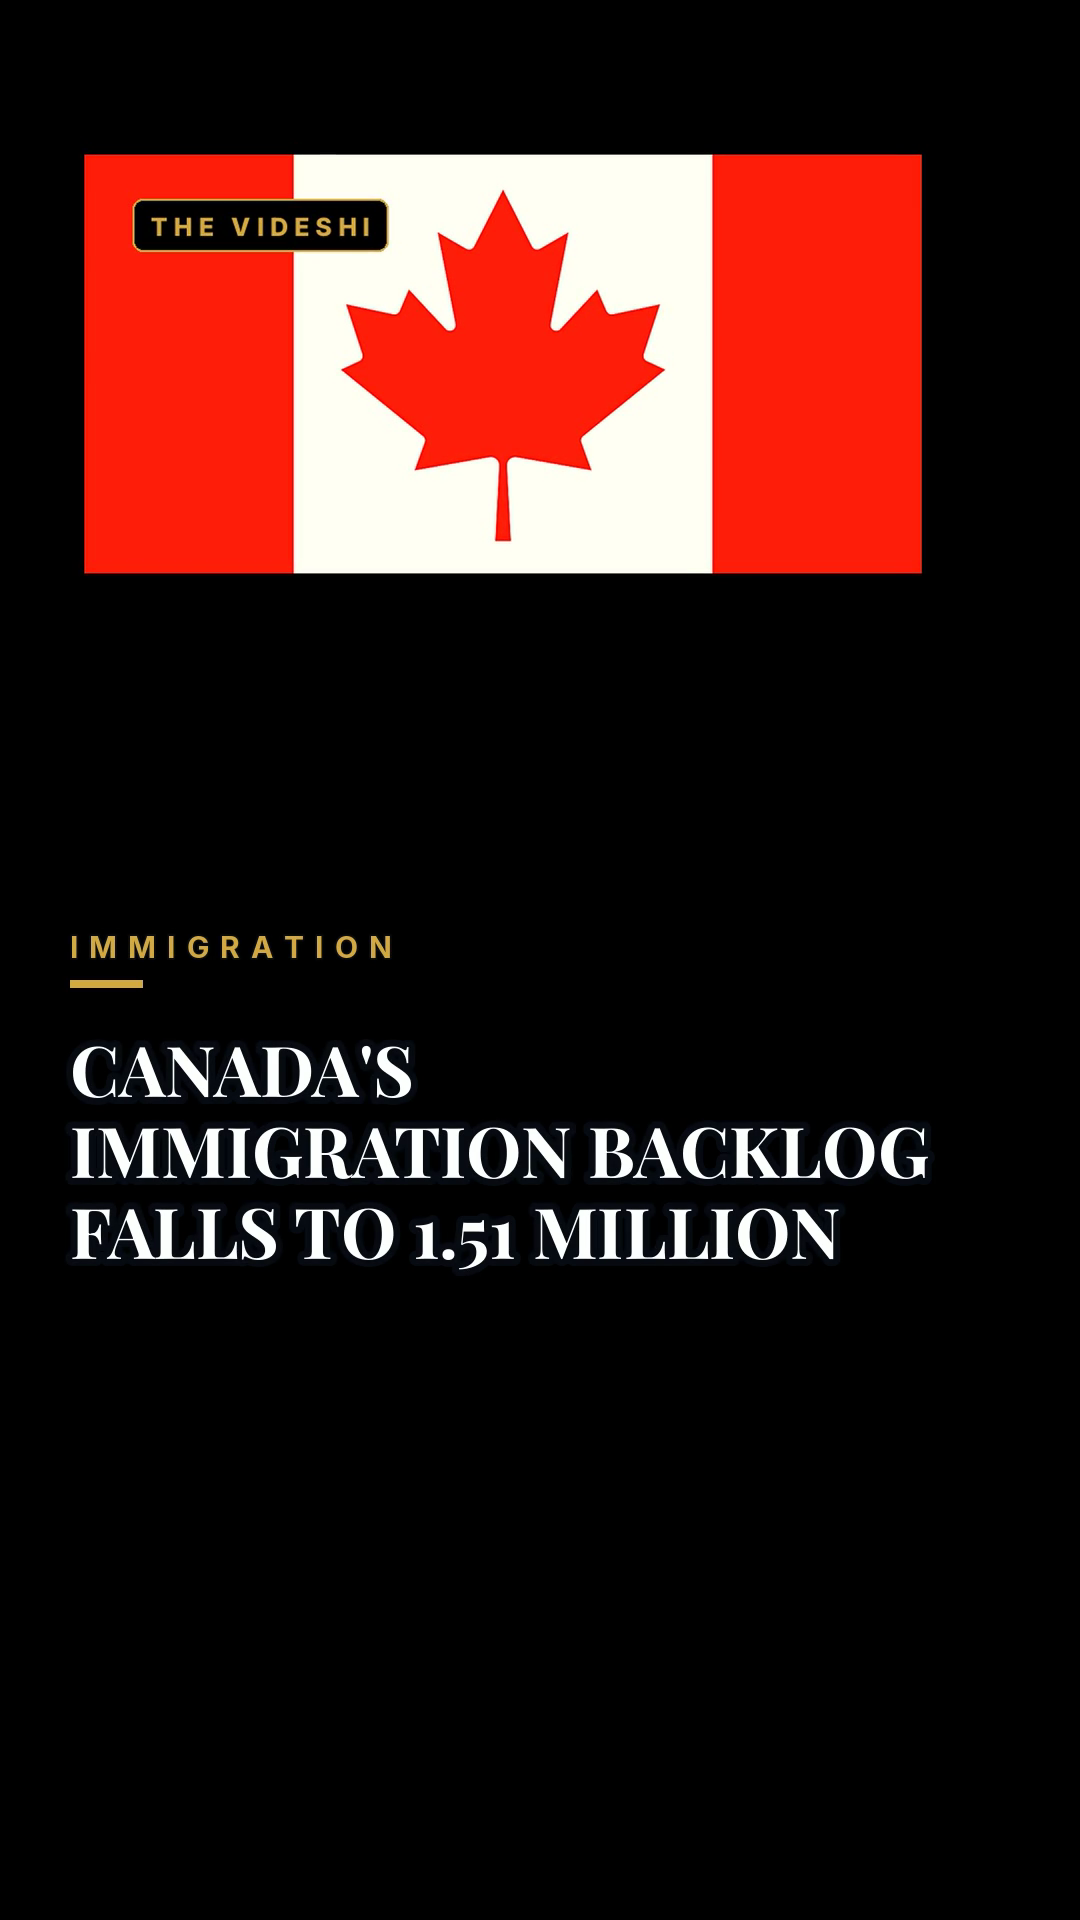 THE VIDESHI
IMMIGRATION
CANADA'S
IMMIGRATION BACKLOG
FALLS TO 1.51 MILLION